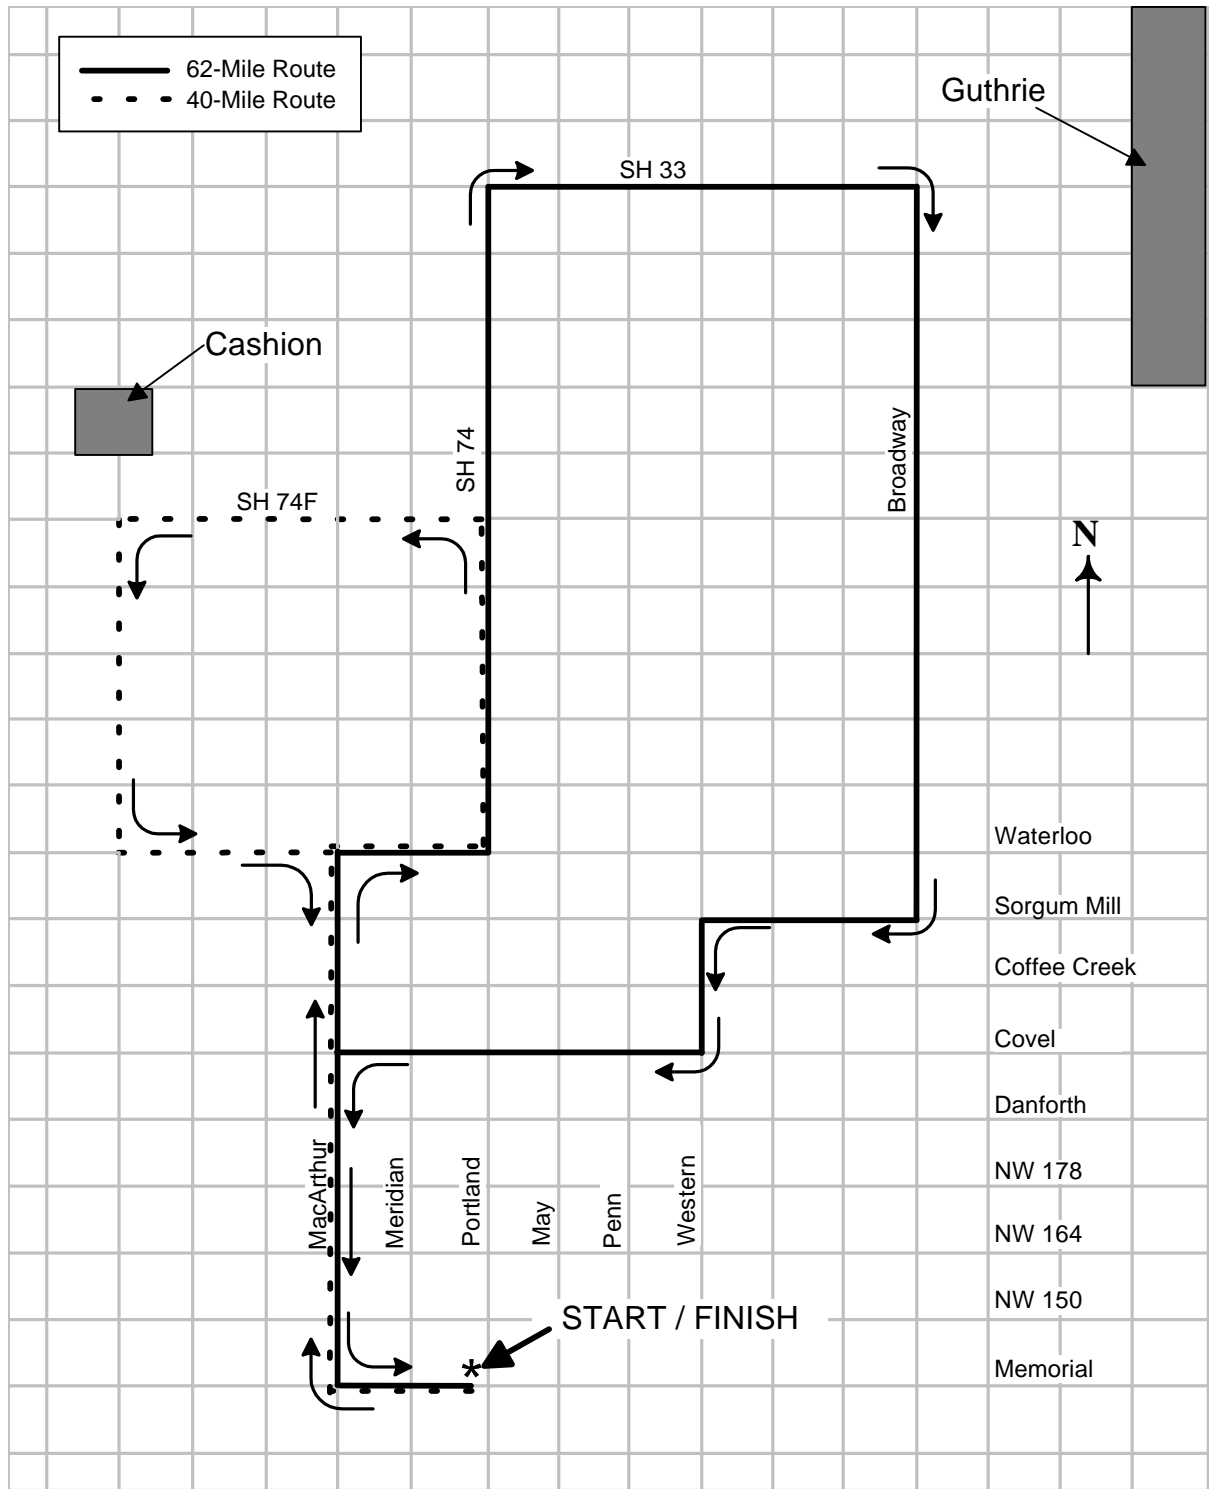 62-Mile Route
40-Mile Route
Guthrie
SH 33
Cashion
SH 74
Broadway
SH 74F
N
Waterloo
Sorgum Mill
Coffee Creek
Covel
Danforth
MacArthur
Meridian
Portland
May
Penn
Western
NW 178
NW 164
NW 150
START / FINISH
*
Memorial